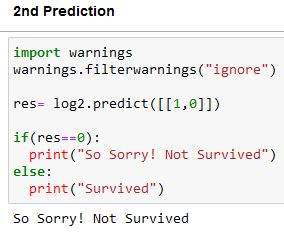 2nd Prediction
import warnings
warnings.filterwarnings("ignore")
res= log2.predict([[1,0]])
if(res==0):
  print("So Sorry! Not Survived")
else:
  print("Survived")
So Sorry! Not Survived